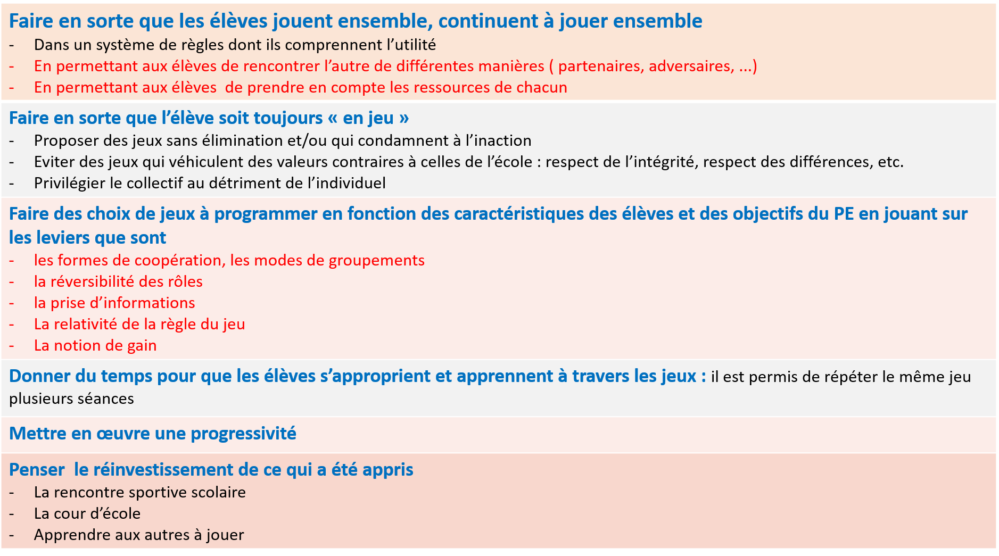 Faire en sorte que les élèves jouent ensemble, continuent à jouer ensemble
- Dans un système de règles dont ils comprennent l’utilité
- En permettant aux élèves de rencontrer l’autre de différentes manières ( partenaires, adversaires, ...)
- En permettant aux élèves  de prendre en compte les ressources de chacun
Faire en sorte que l’élève soit toujours « en jeu »
- Proposer des jeux sans élimination et/ou qui condamnent à l’inaction
- Eviter des jeux qui véhiculent des valeurs contraires à celles de l’école : respect de l’intégrité, respect des différences, etc.
- Privilégier le collectif au détriment de l’individuel
Faire des choix de jeux à programmer en fonction des caractéristiques des élèves et des objectifs du PE en jouant sur
les leviers que sont
- les formes de coopération, les modes de groupements
- la réversibilité des rôles
- la prise d’informations
- La relativité de la règle du jeu
- La notion de gain
Donner du temps pour que les élèves s’approprient et apprennent à travers les jeux : il est permis de répéter le même jeu
plusieurs séances
Mettre en œuvre une progressivité
Penser  le réinvestissement de ce qui a été appris
- La rencontre sportive scolaire
- La cour d’école
- Apprendre aux autres à jouer